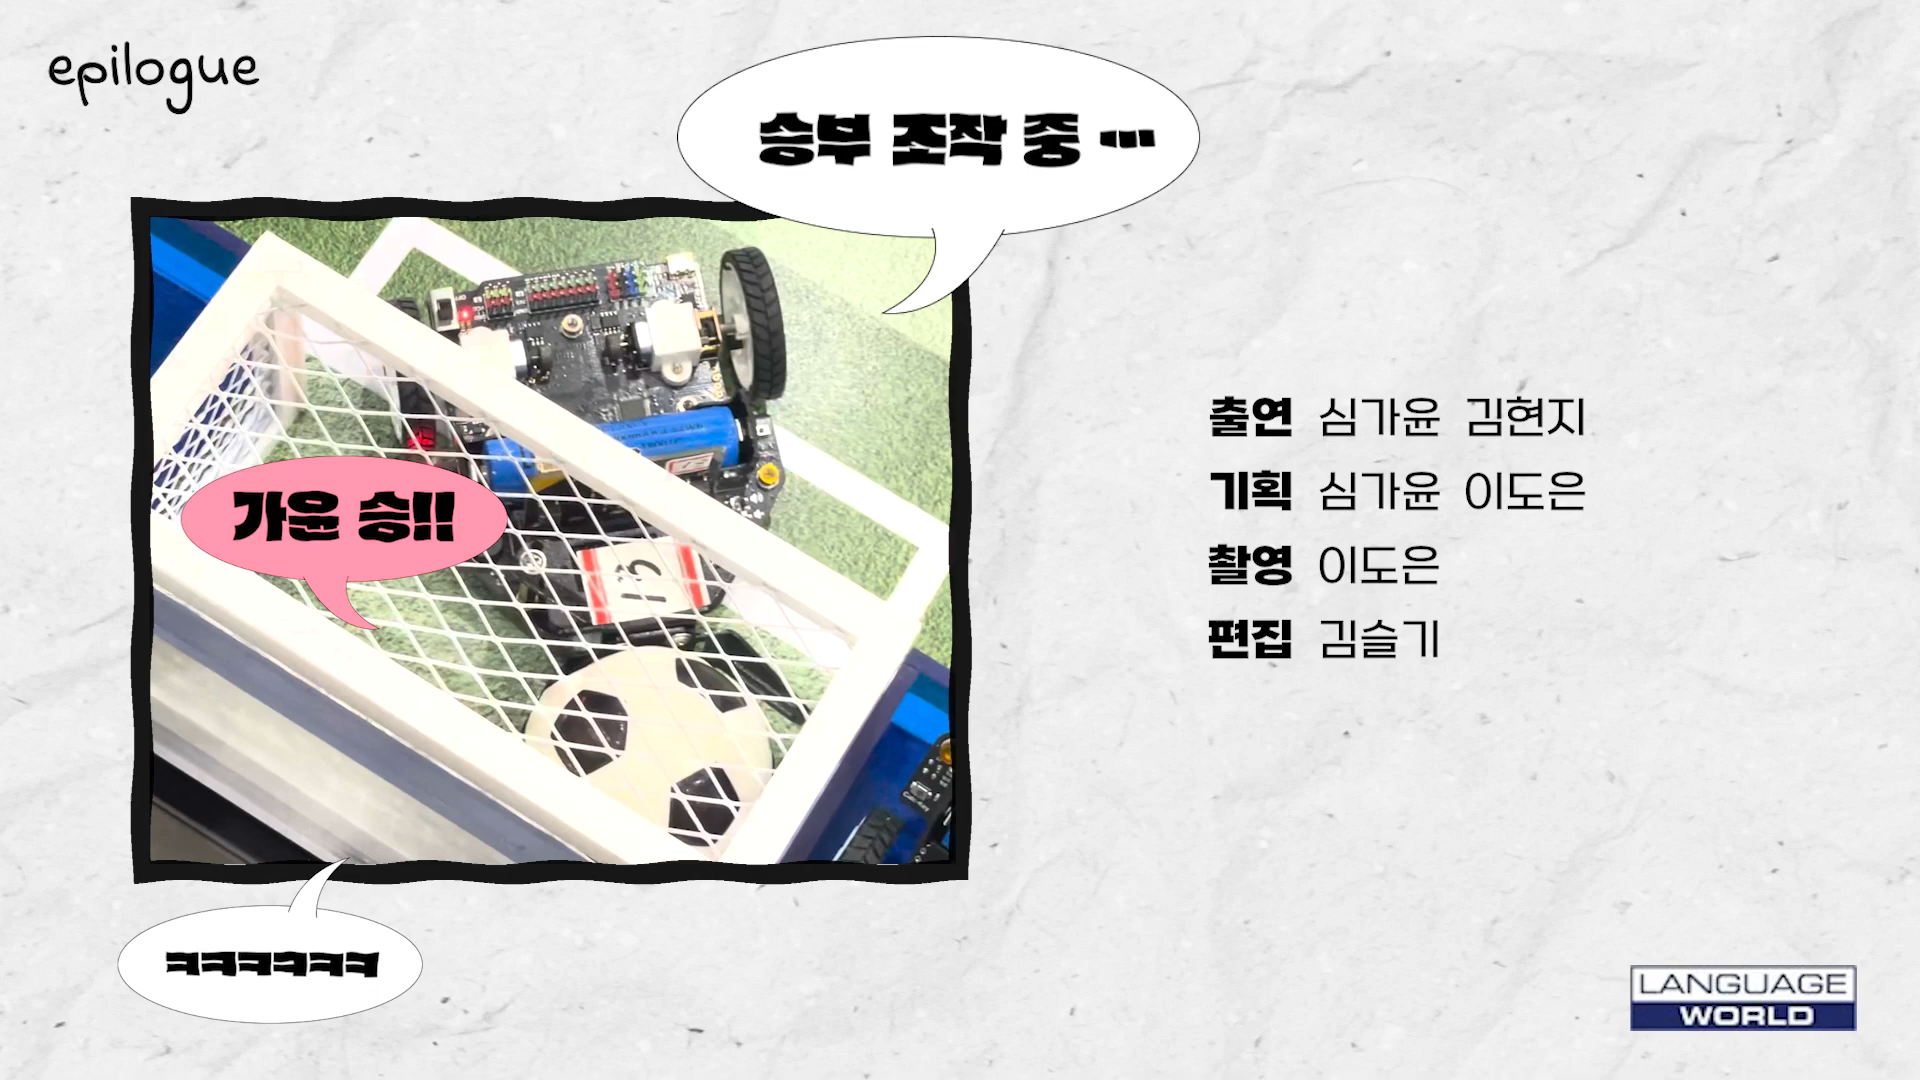 epilogue
승부 조작 중 ...
가윤 승!!
13
ㅋㅋㅋㅋㅋㅋ
출연 심가윤 김현지
기획 심가윤 이도은
촬영 이도은
편집 김슬기
LANGUAGE
WORLD